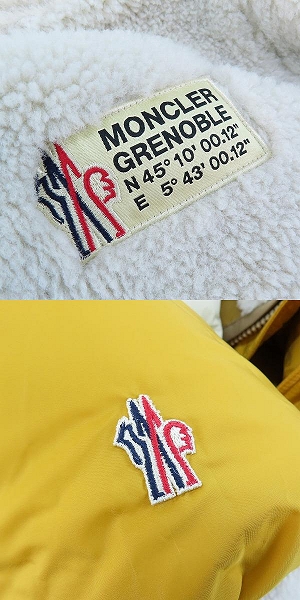 MONCLER
GRENOBLE
N 45° 10' 00.12"
E 5° 43' 00.12"